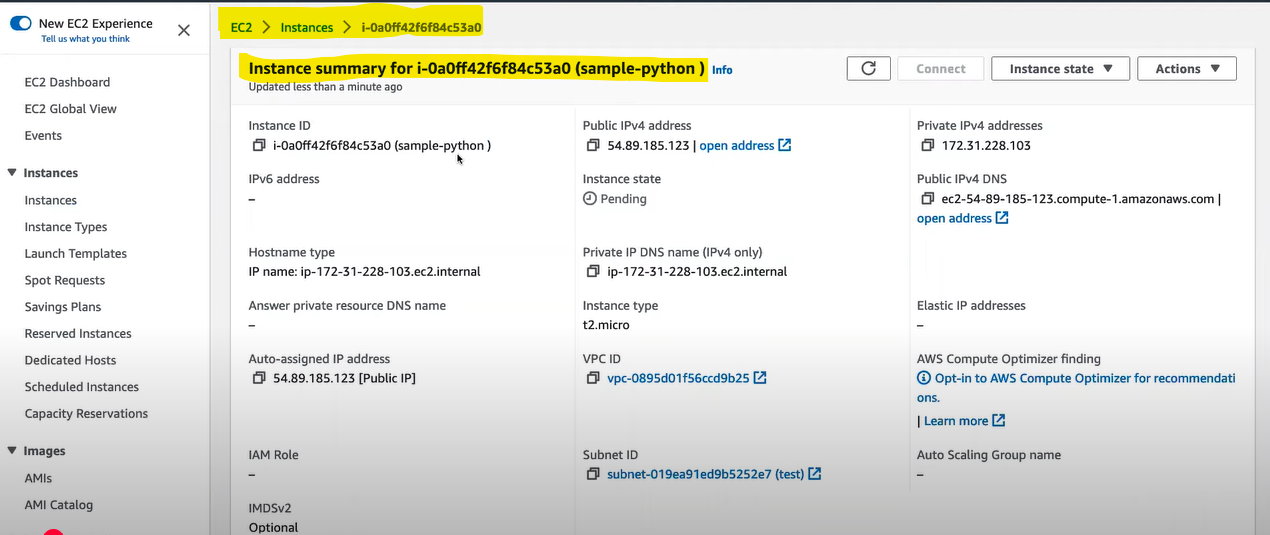 New EC2 Experience
Tell us what you think
EC2 Dashboard
EC2 Global View
Events
Instances
Instances
Instance Types
Launch Templates
Spot Requests
Savings Plans
Reserved Instances
Dedicated Hosts
Scheduled Instances
Capacity Reservations
Images
AMIs
AMI Catalog
EC2 > Instances > i-0a0ff42f6f84c53a0
Instance summary for i-0a0ff42f6f84c53a0 (sample-python ) Info
Updated less than a minute ago
Connect
Instance state
Actions
Instance ID
i-0a0ff42f6f84c53a0 (sample-python )
Public IPv4 address
54.89.185.123 | open address
Private IPv4 addresses
172.31.228.103
IPv6 address
–
Instance state
Pending
Public IPv4 DNS
ec2-54-89-185-123.compute-1.amazonaws.com |
open address
Hostname type
IP name: ip-172-31-228-103.ec2.internal
Private IP DNS name (IPv4 only)
ip-172-31-228-103.ec2.internal
Answer private resource DNS name
–
Instance type
t2.micro
Elastic IP addresses
–
Auto-assigned IP address
54.89.185.123 [Public IP]
VPC ID
vpc-0895d01f56ccd9b25
AWS Compute Optimizer finding
Opt-in to AWS Compute Optimizer for recommendati
ons.
| Learn more
IAM Role
–
Subnet ID
subnet-019ea91ed9b5252e7 (test)
Auto Scaling Group name
–
IMDSv2
Optional